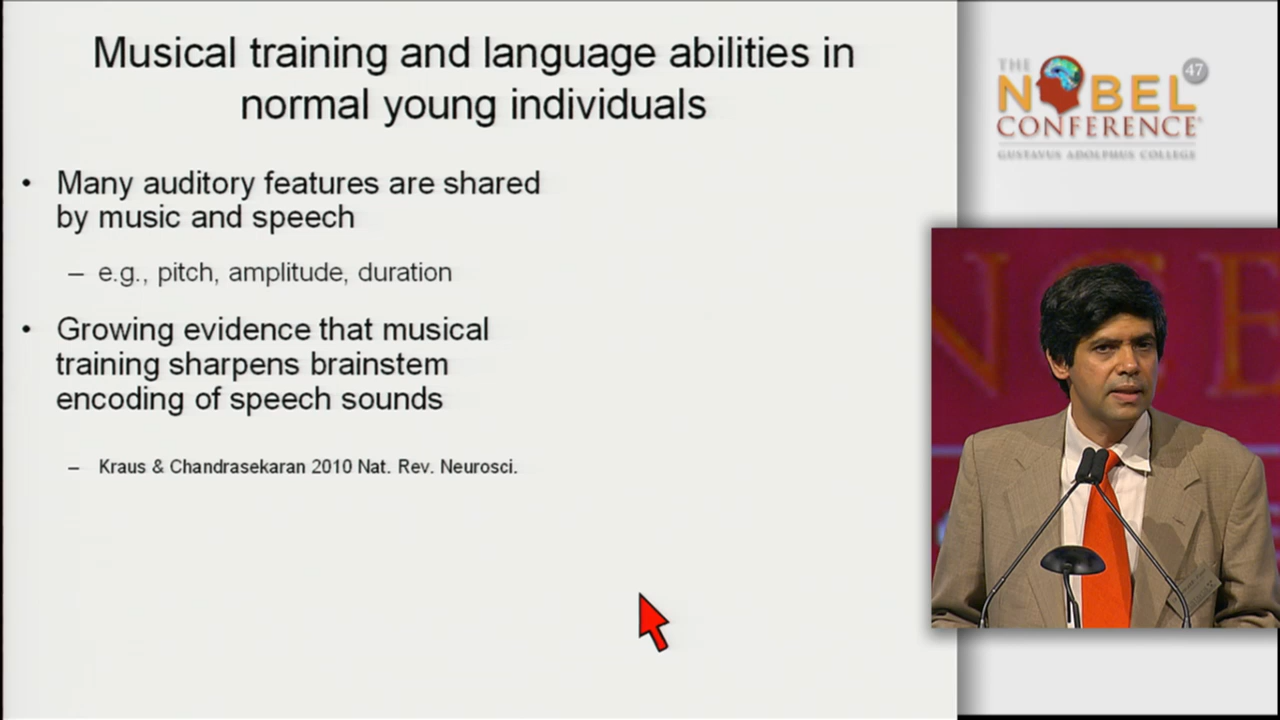 Musical training and language abilities in
normal young individuals
• Many auditory features are shared
by music and speech
– e.g., pitch, amplitude, duration
• Growing evidence that musical
training sharpens brainstem
encoding of speech sounds
– Kraus & Chandrasekaran 2010 Nat. Rev. Neurosci.
THE
47
NOBEL
CONFERENCE
GUSTAVUS ADOLPHUS COLLEGE